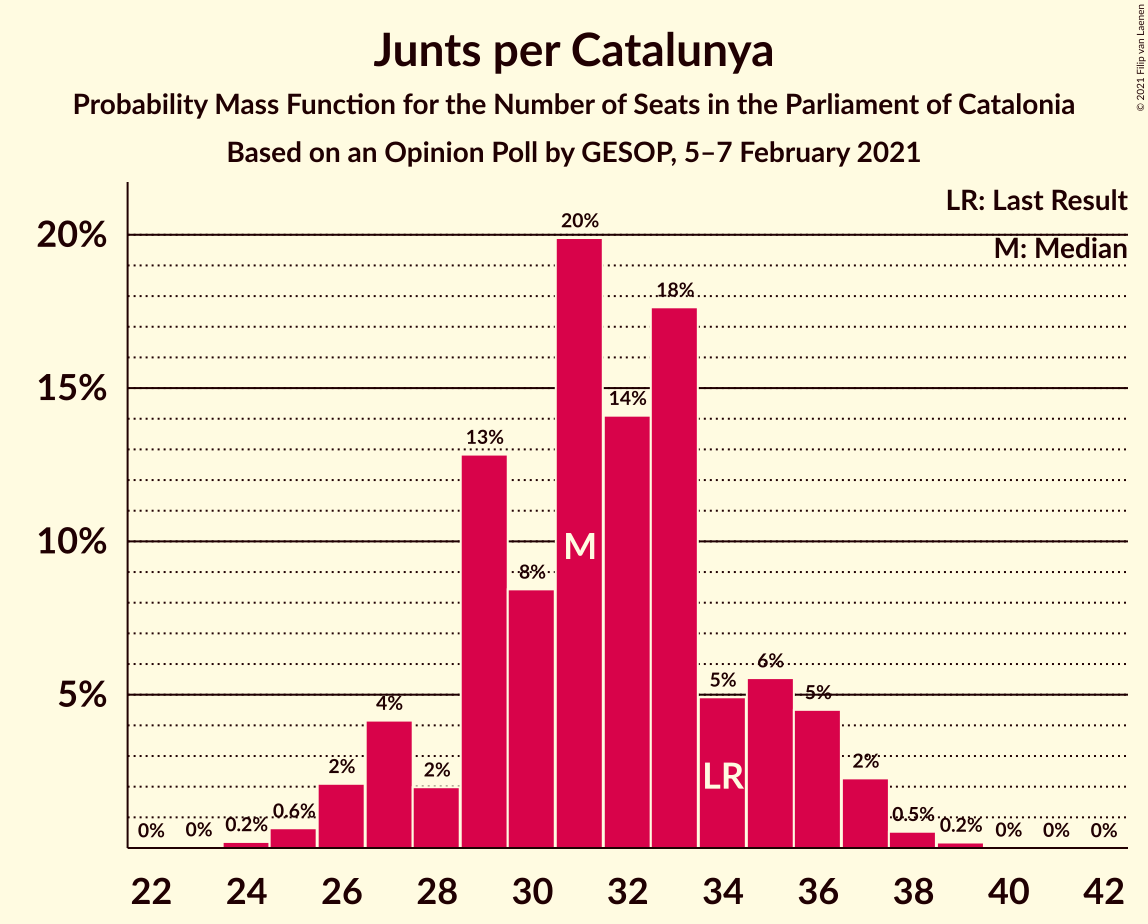 Junts per Catalunya
Probability Mass Function for the Number of Seats in the Parliament of Catalonia
Based on an Opinion Poll by GESOP, 5–7 February 2021
© 2021 Filip van Laenen
LR: Last Result
M: Median
20%
15%
10%
5%
0%
0%
0.2%
0.6%
2%
4%
2%
13%
8%
20%
14%
18%
5%
6%
5%
2%
0.5%
0.2%
0%
0%
0%
M
LR
22 24 26 28 30 32 34 36 38 40 42